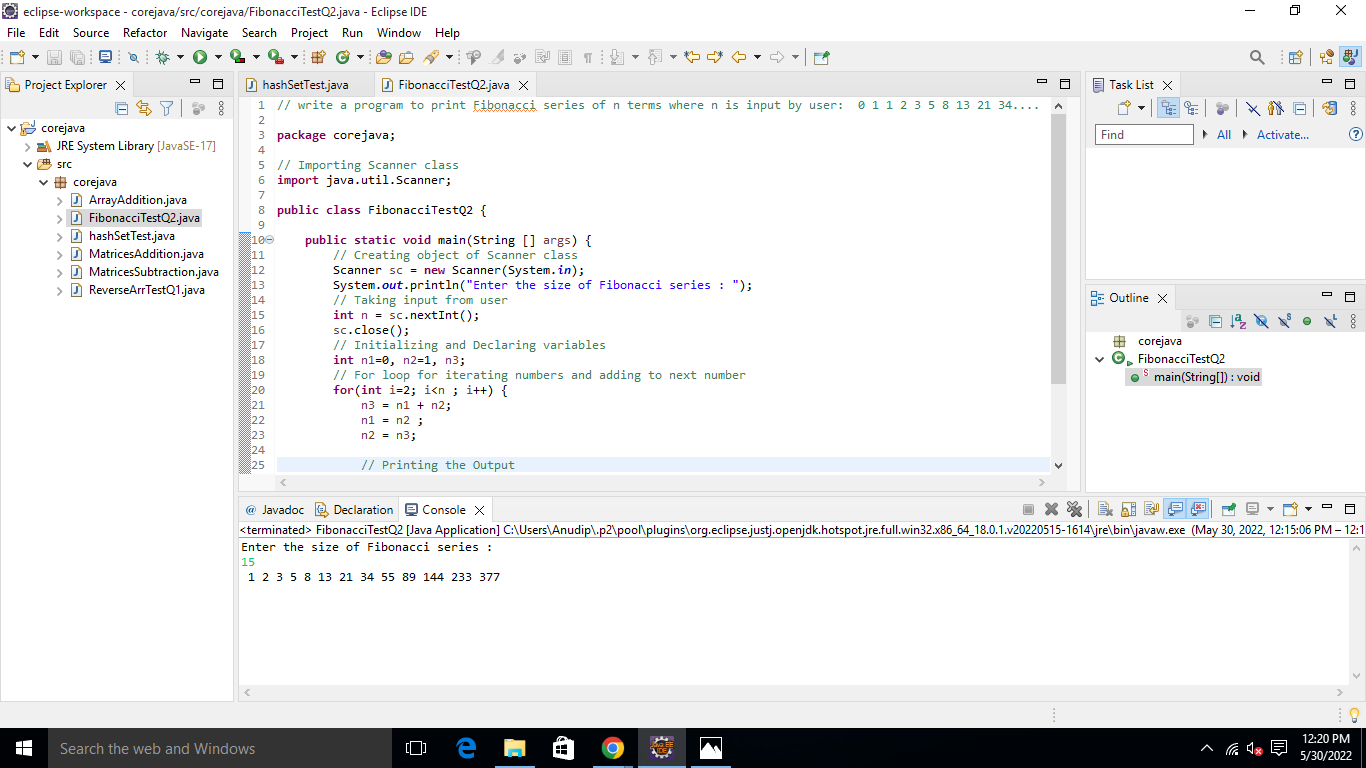 eclipse-workspace - corejava/src/corejava/FibonacciTestQ2.java - Eclipse IDE
File Edit Source Refactor Navigate Search Project Run Window Help
Project Explorer
corejava
JRE System Library [JavaSE-17]
src
corejava
ArrayAddition.java
FibonacciTestQ2.java
hashSetTest.java
MatricesAddition.java
MatricesSubtraction.java
ReverseArrTestQ1.java
hashSetTest.java FibonacciTestQ2.java
1 // write a program to print Fibonacci series of n terms where n is input by user:  0 1 1 2 3 5 8 13 21 34....
2
3 package corejava;
4
5 // Importing Scanner class
6 import java.util.Scanner;
7
8 public class FibonacciTestQ2 {
9
10     public static void main(String [] args) {
11         // Creating object of Scanner class
12         Scanner sc = new Scanner(System.in);
13         System.out.println("Enter the size of Fibonacci series : ");
14         // Taking input from user
15         int n = sc.nextInt();
16         sc.close();
17         // Initializing and Declaring variables
18         int n1=0, n2=1, n3;
19         // For loop for iterating numbers and adding to next number
20         for(int i=2; i<n ; i++) {
21             n3 = n1 + n2;
22             n1 = n2 ;
23             n2 = n3;
24
25             // Printing the Output
Task List
Find All Activate...
Outline
corejava
FibonacciTestQ2
main(String[]) : void
Javadoc Declaration Console
<terminated> FibonacciTestQ2 [Java Application] C:\Users\Anudip\.p2\pool\plugins\org.eclipse.justj.openjdk.hotspot.jre.full.win32.x86_64_18.0.1.v20220515-1614\jre\bin\javaw.exe  (May 30, 2022, 12:15:06 PM – 12:1
Enter the size of Fibonacci series :
15
1 2 3 5 8 13 21 34 55 89 144 233 377
Search the web and Windows
12:20 PM
5/30/2022